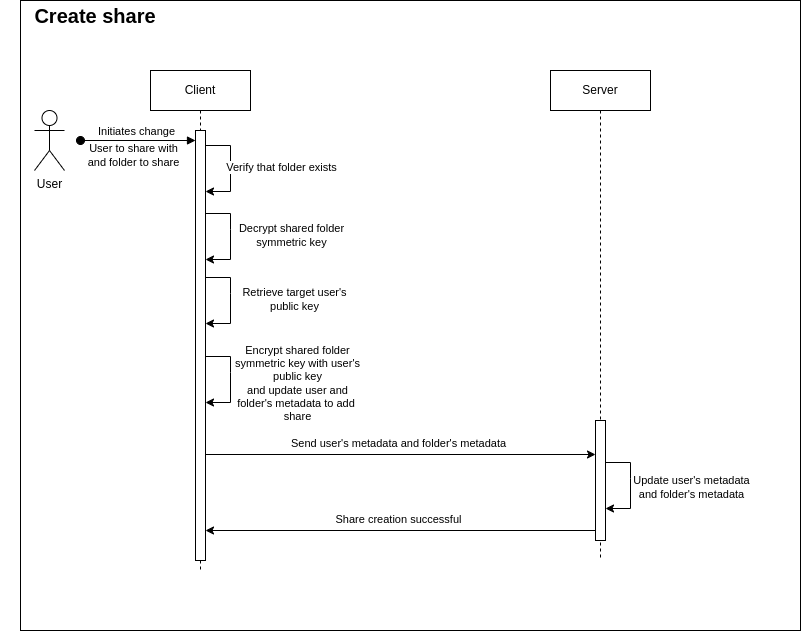 Create share
Client
Server
User
Initiates change
User to share with
and folder to share
Verify that folder exists
Decrypt shared folder
symmetric key
Retrieve target user's
public key
Encrypt shared folder
symmetric key with user's
public key
and update user and
folder's metadata to add
share
Send user's metadata and folder's metadata
Update user's metadata
and folder's metadata
Share creation successful